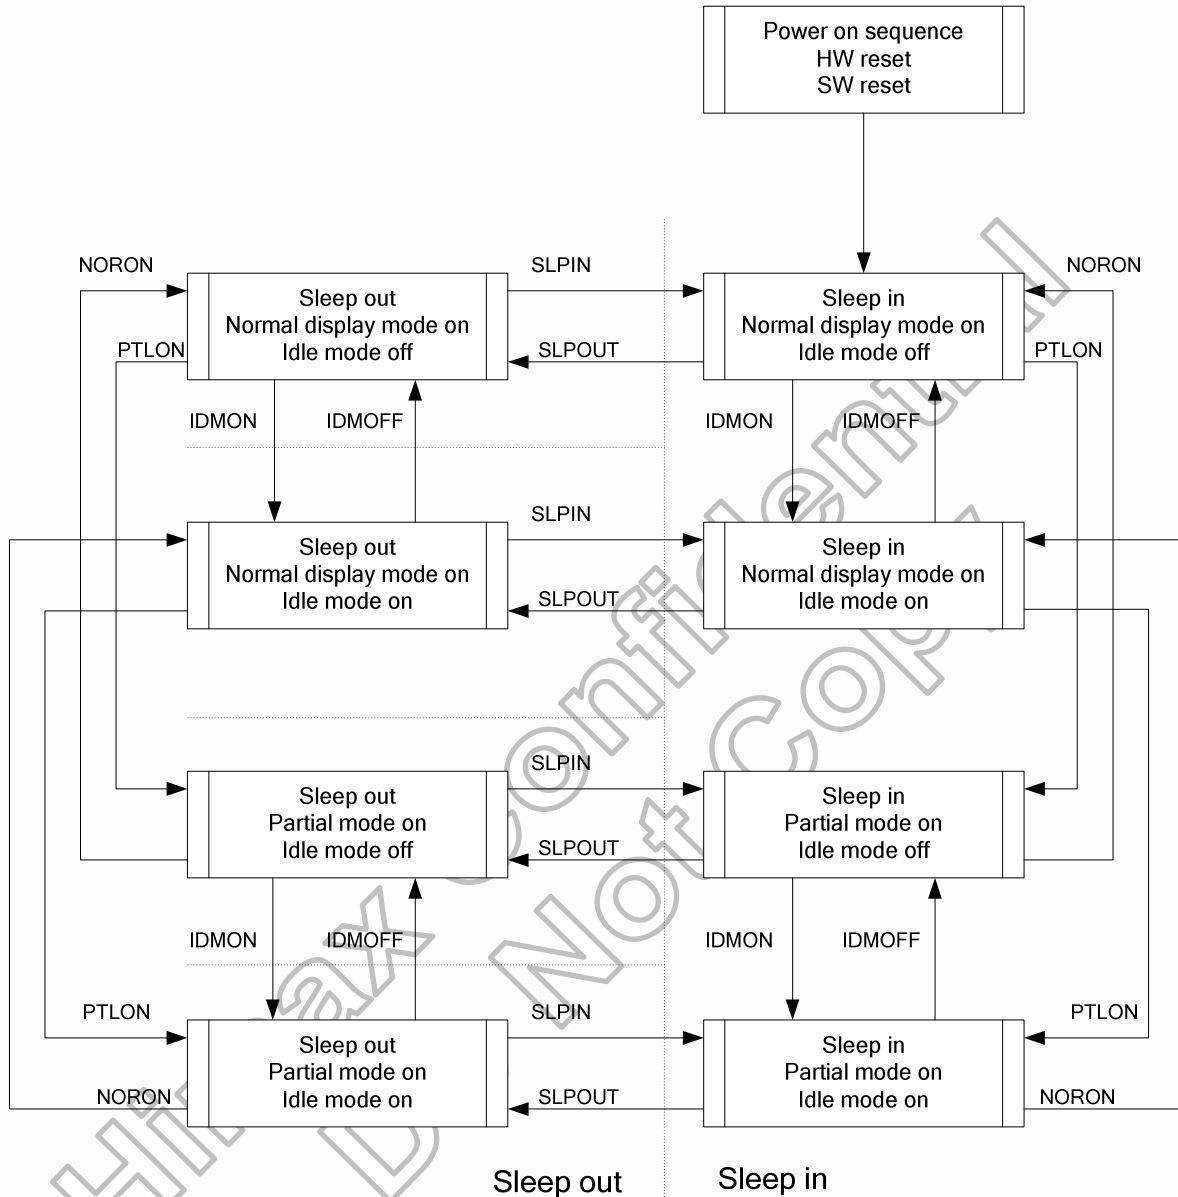 Power on sequence
HW reset
SW reset
NORON
SLPIN
NORON
Sleep out
Normal display mode on
Idle mode off
Sleep in
Normal display mode on
Idle mode off
PTLON
SLPOUT
PTLON
IDMON
IDMOFF
IDMON
IDMOFF
SLPIN
Sleep out
Normal display mode on
Idle mode on
Sleep in
Normal display mode on
Idle mode on
SLPOUT
SLPIN
Sleep out
Partial mode on
Idle mode off
Sleep in
Partial mode on
Idle mode off
SLPOUT
IDMON
IDMOFF
IDMON
IDMOFF
PTLON
SLPIN
PTLON
Sleep out
Partial mode on
Idle mode on
Sleep in
Partial mode on
Idle mode on
NORON
SLPOUT
NORON
Sleep out
Sleep in
Himax Confidential
Not Copy